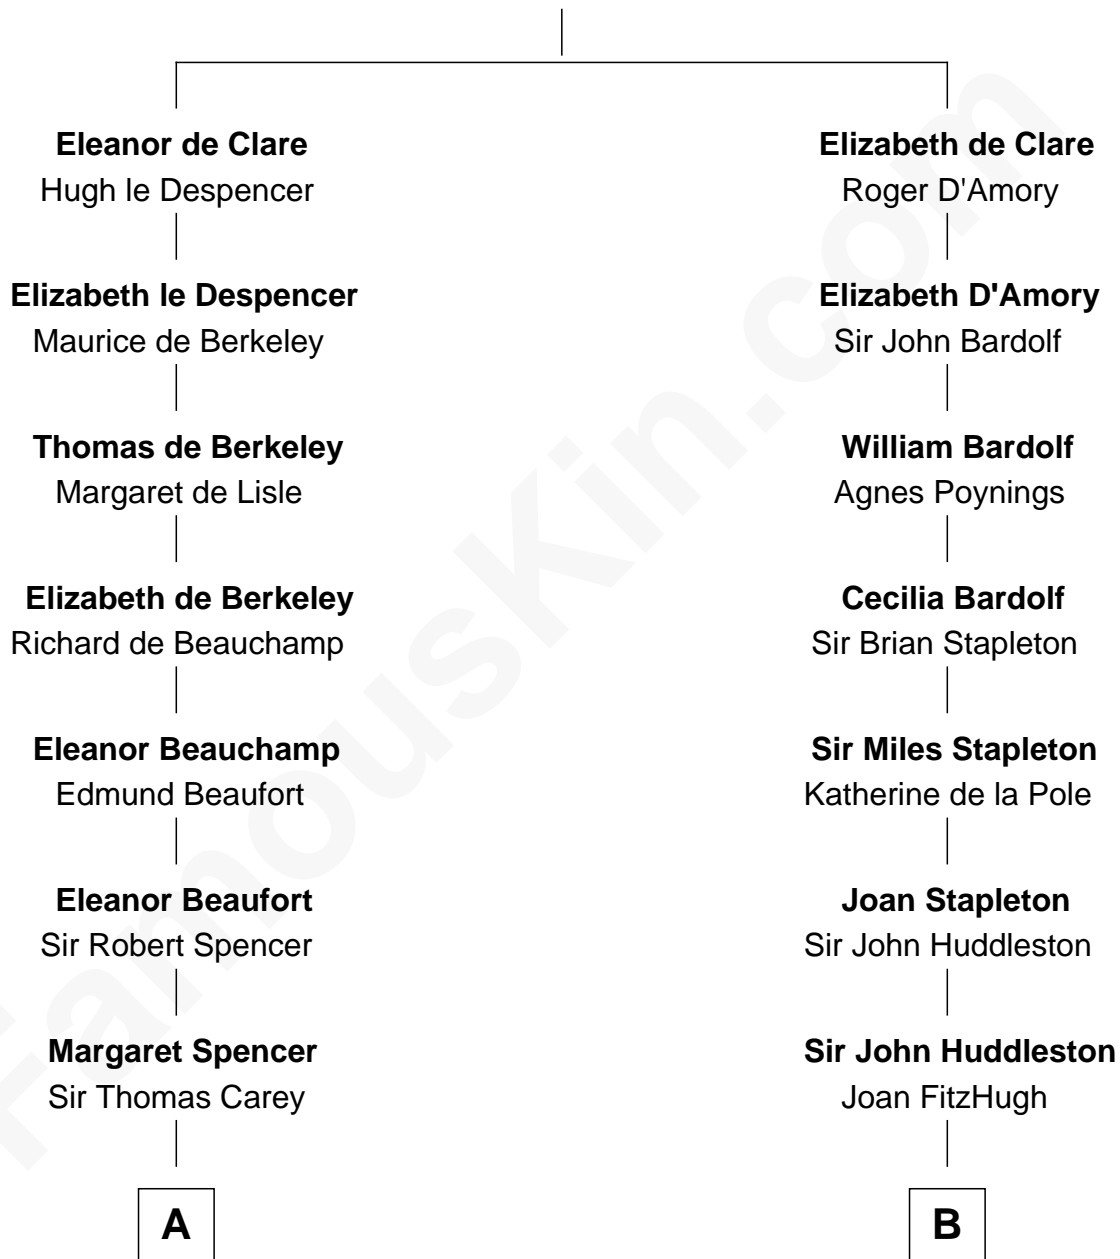 Eleanor de Clare
Hugh le Despencer
Elizabeth le Despencer
Maurice de Berkeley
Thomas de Berkeley
Margaret de Lisle
Elizabeth de Berkeley
Richard de Beauchamp
Eleanor Beauchamp
Edmund Beaufort
Eleanor Beaufort
Sir Robert Spencer
Margaret Spencer
Sir Thomas Carey
A
Elizabeth de Clare
Roger D'Amory
Elizabeth D'Amory
Sir John Bardolf
William Bardolf
Agnes Poynings
Cecilia Bardolf
Sir Brian Stapleton
Sir Miles Stapleton
Katherine de la Pole
Joan Stapleton
Sir John Huddleston
Sir John Huddleston
Joan FitzHugh
B
FamousKin.com